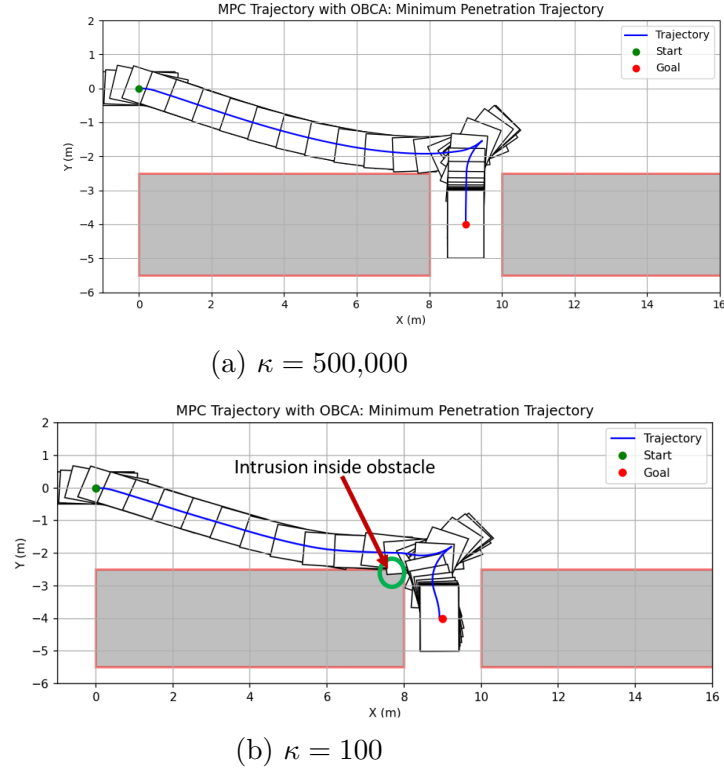 MPC Trajectory with OBCA: Minimum Penetration Trajectory
2
1
0
−1
−2
−3
−4
−5
−6
Y (m)
Trajectory
Start
Goal
0 2 4 6 8 10 12 14 16
X (m)
(a) κ = 500,000
MPC Trajectory with OBCA: Minimum Penetration Trajectory
2
1
0
−1
−2
−3
−4
−5
−6
Y (m)
Intrusion inside obstacle
Trajectory
Start
Goal
0 2 4 6 8 10 12 14 16
X (m)
(b) κ = 100